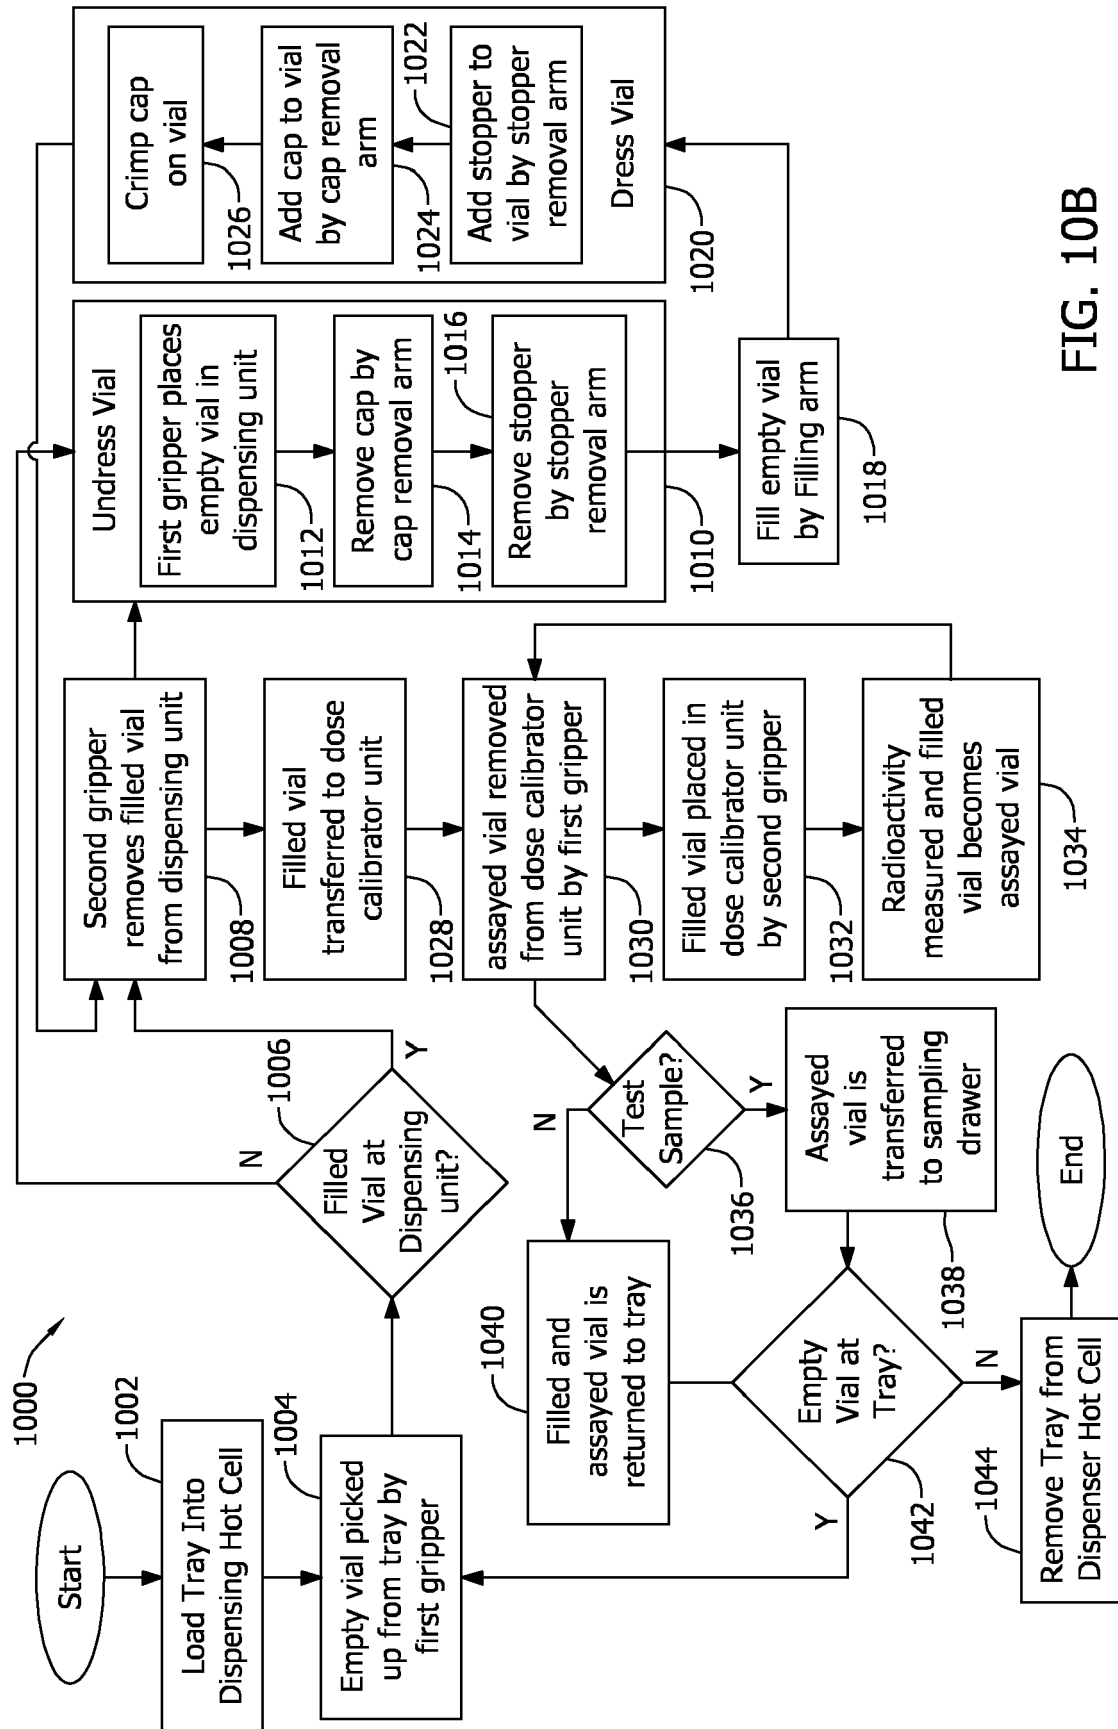 1000
Start
Load Tray Into
Dispensing Hot Cell
1002
Empty vial picked
up from tray by
first gripper
1004
Filled
Vial at
Dispensing
unit?
1006
N
Y
Second gripper
removes filled vial
from dispensing unit
1008
Undress Vial
First gripper places
empty vial in
dispensing unit
1012
Remove cap by
cap removal arm
1014
Remove stopper
by stopper
removal arm
1016
1010
Fill empty vial
by Filling arm
1018
Crimp cap
on vial
1026
Add cap to vial
by cap removal
arm
1024
Add stopper to
vial by stopper
removal arm
1022
Dress Vial
1020
Filled vial
transferred to dose
calibrator unit
1028
assayed vial removed
from dose calibrator
unit by first gripper
1030
Filled vial placed in
dose calibrator unit
by second gripper
1032
Radioactivity
measured and filled
vial becomes
assayed vial
1034
Test
Sample?
1036
N
Y
Assayed
vial is
transferred
to sampling
drawer
1038
Filled and
assayed vial is
returned to tray
1040
Empty
Vial at
Tray?
1042
Y
N
Remove Tray from
Dispenser Hot Cell
1044
End
FIG. 10B